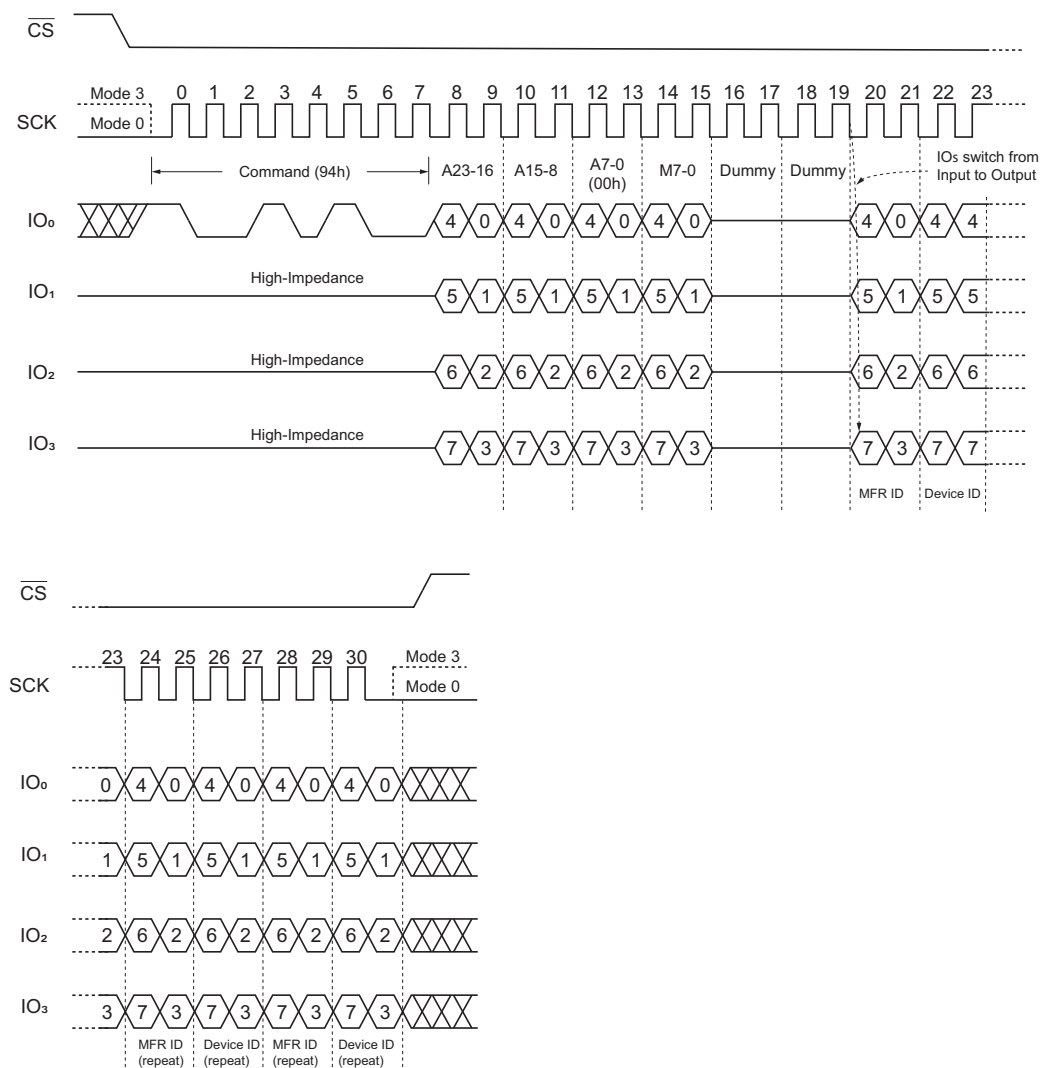 CS
Mode 3 0 1 2 3 4 5 6 7 8 9 10 11 12 13 14 15 16 17 18 19 20 21 22 23
SCK
Mode 0
Command (94h) A23-16 A15-8 A7-0 (00h) M7-0 Dummy Dummy
IOs switch from
Input to Output
IO₀ 4 0 4 0 4 0 4 0 4 0 4 4
High-Impedance
IO₁ 5 1 5 1 5 1 5 1 5 1 5 5
High-Impedance
IO₂ 6 2 6 2 6 2 6 2 6 2 6 6
High-Impedance
IO₃ 7 3 7 3 7 3 7 3 7 3 7 7
MFR ID Device ID
CS
23 24 25 26 27 28 29 30 Mode 3
SCK
Mode 0
IO₀ 0 4 0 4 0 4 0 4 0
IO₁ 1 5 1 5 1 5 1 5 1
IO₂ 2 6 2 6 2 6 2 6 2
IO₃ 3 7 3 7 3 7 3 7 3
MFR ID Device ID MFR ID Device ID
(repeat) (repeat) (repeat) (repeat)